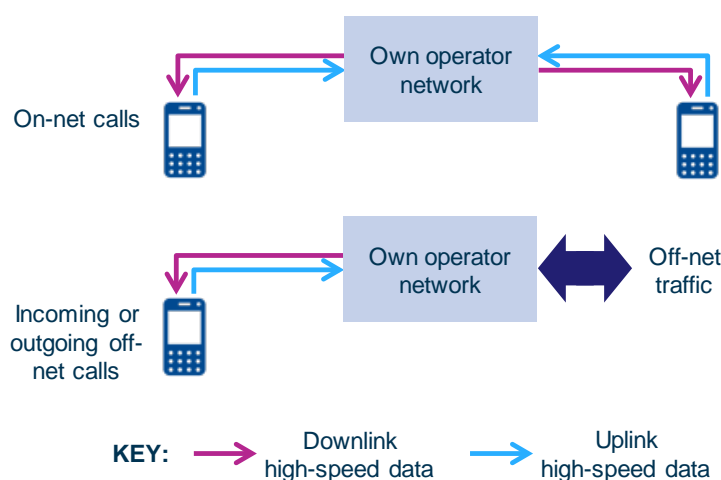 On-net calls
Own operator
network
Incoming or
outgoing off-
net calls
Own operator
network
Off-net
traffic
KEY:
Downlink
high-speed data
Uplink
high-speed data